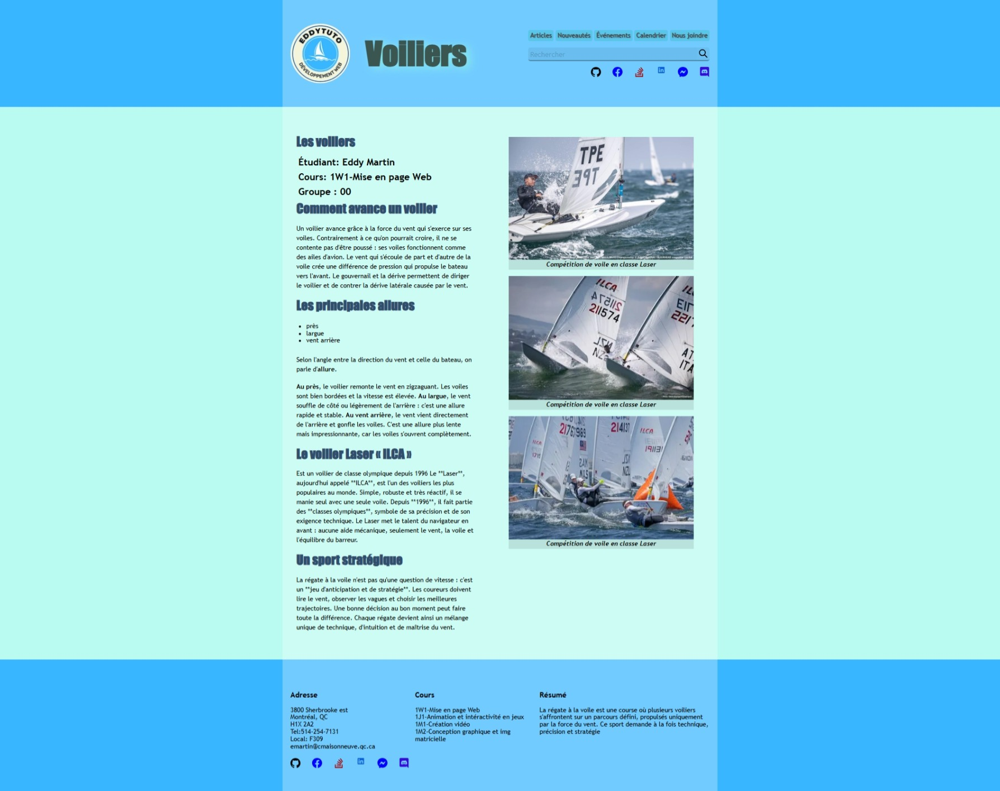 EDDYTUTO
DÉVELOPPEMENT WEB
Voiliers
Articles Nouveautés Événements Calendrier Nous joindre
Rechercher
Les voiliers
Étudiant: Eddy Martin
Cours: 1W1-Mise en page Web
Groupe : 00
Comment avance un voilier
Un voilier avance grâce à la force du vent qui s'exerce sur ses
voiles. Contrairement à ce qu'on pourrait croire, il ne se
contente pas d'être poussé : ses voiles fonctionnent comme
des ailes d'avion. Le vent qui s'écoule de part et d'autre de la
voile crée une différence de pression qui propulse le bateau
vers l'avant. Le gouvernail et la dérive permettent de diriger
le voilier et de contrer la dérive latérale causée par le vent.
Les principales allures
• près
• largue
• vent arrière
Selon l'angle entre la direction du vent et celle du bateau, on
parle d'allure.
Au près, le voilier remonte le vent en zigzaguant. Les voiles
sont bien bordées et la vitesse est élevée. Au largue, le vent
souffle de côté ou légèrement de l'arrière : c'est une allure
rapide et stable. Au vent arrière, le vent vient directement
de l'arrière et gonfle les voiles. C'est une allure plus lente
mais impressionnante, car les voiles s'ouvrent complètement.
Le voilier Laser « ILCA »
Est un voilier de classe olympique depuis 1996 Le **Laser**,
aujourd'hui appelé **ILCA**, est l'un des voiliers les plus
populaires au monde. Simple, robuste et très réactif, il se
manie seul avec une seule voile. Depuis **1996**, il fait partie
des **classes olympiques**, symbole de sa précision et de son
exigence technique. Le Laser met le talent du navigateur en
avant : aucune aide mécanique, seulement le vent, la voile et
l'équilibre du barreur.
Un sport stratégique
La régate à la voile n'est pas qu'une question de vitesse : c'est
un **jeu d'anticipation et de stratégie**. Les coureurs doivent
lire le vent, observer les vagues et choisir les meilleures
trajectoires. Une bonne décision au bon moment peut faire
toute la différence. Chaque régate devient ainsi un mélange
unique de technique, d'intuition et de maîtrise du vent.
TPE
TPE
Compétition de voile en classe Laser
ILCA
211574
211574
NZL
NZ
ITA
Compétition de voile en classe Laser
ILCA
214137
ILCA
MAS
NZL
Compétition de voile en classe Laser
Adresse
3800 Sherbrooke est
Montréal, QC
H1X 2A2
Tel:514-254-7131
Local: F309
emartin@cmaisonneuve.qc.ca
Cours
1W1-Mise en page Web
1J1-Animation et intéractivité en jeux
1M1-Création vidéo
1M2-Conception graphique et img
matricielle
Résumé
La régate à la voile est une course où plusieurs voiliers
s'affrontent sur un parcours défini, propulsés uniquement
par la force du vent. Ce sport demande à la fois technique,
précision et stratégie